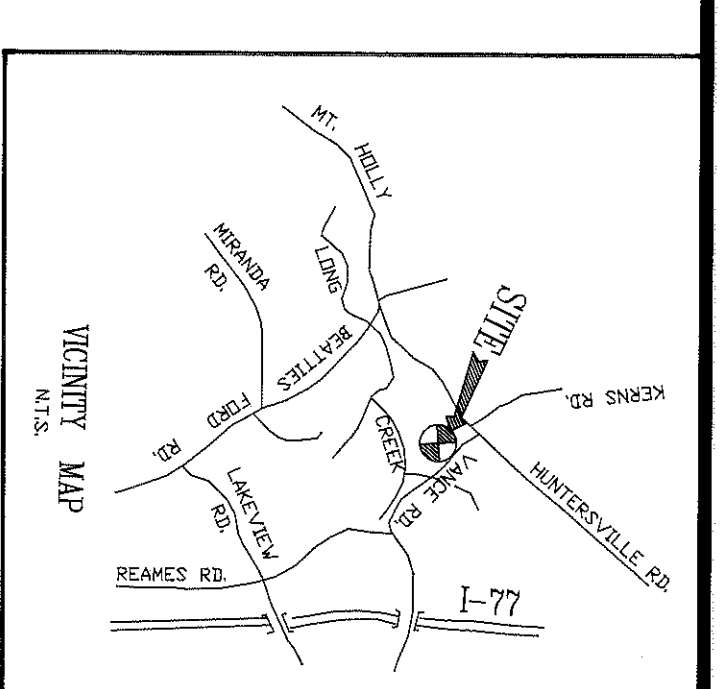 MT. HOLLY
HUNTERSVILLE RD.
SITE
KERNS RD.
MIRANDA
RD.
LONG
CREEK
BEATTIES
FORD
RD.
VANCE RD.
LAKEVIEW
RD.
REAMES RD.
I-77
VICINITY MAP
N.T.S.